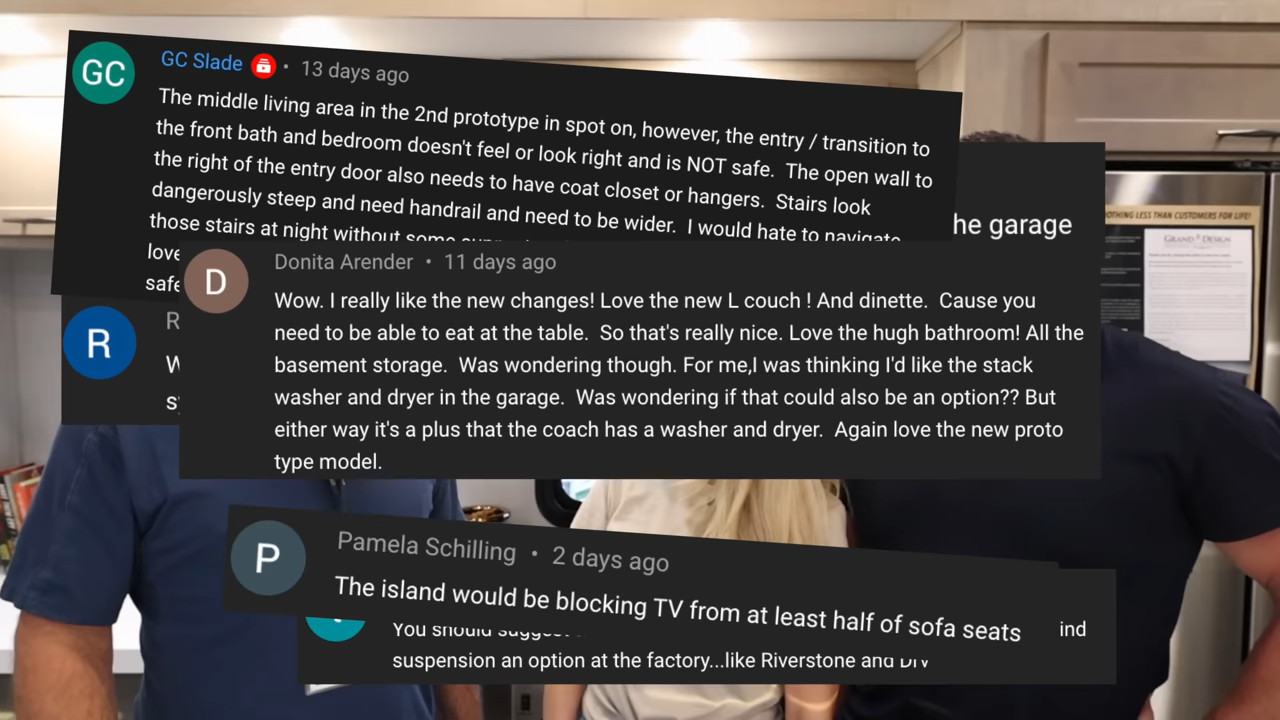 GC
GC Slade • 13 days ago
The middle living area in the 2nd prototype in spot on, however, the entry / transition to
the front bath and bedroom doesn't feel or look right and is NOT safe. The open wall to
the right of the entry door also needs to have coat closet or hangers. Stairs look
dangerously steep and need handrail and need to be wider. I would hate to navigate
those stairs at night without some
love
safe
he garage
OTHING LESS THAN CUSTOMERS FOR LIFE!
GRAND DESIGN
D
Donita Arender • 11 days ago
Wow. I really like the new changes! Love the new L couch ! And dinette. Cause you
need to be able to eat at the table. So that's really nice. Love the hugh bathroom! All the
basement storage. Was wondering though. For me,I was thinking I'd like the stack
washer and dryer in the garage. Was wondering if that could also be an option?? But
either way it's a plus that the coach has a washer and dryer. Again love the new proto
type model.
R
R
W
P
Pamela Schilling • 2 days ago
The island would be blocking TV from at least half of sofa seats
You should ind
suspension an option at the factory...like Riverstone and DRV